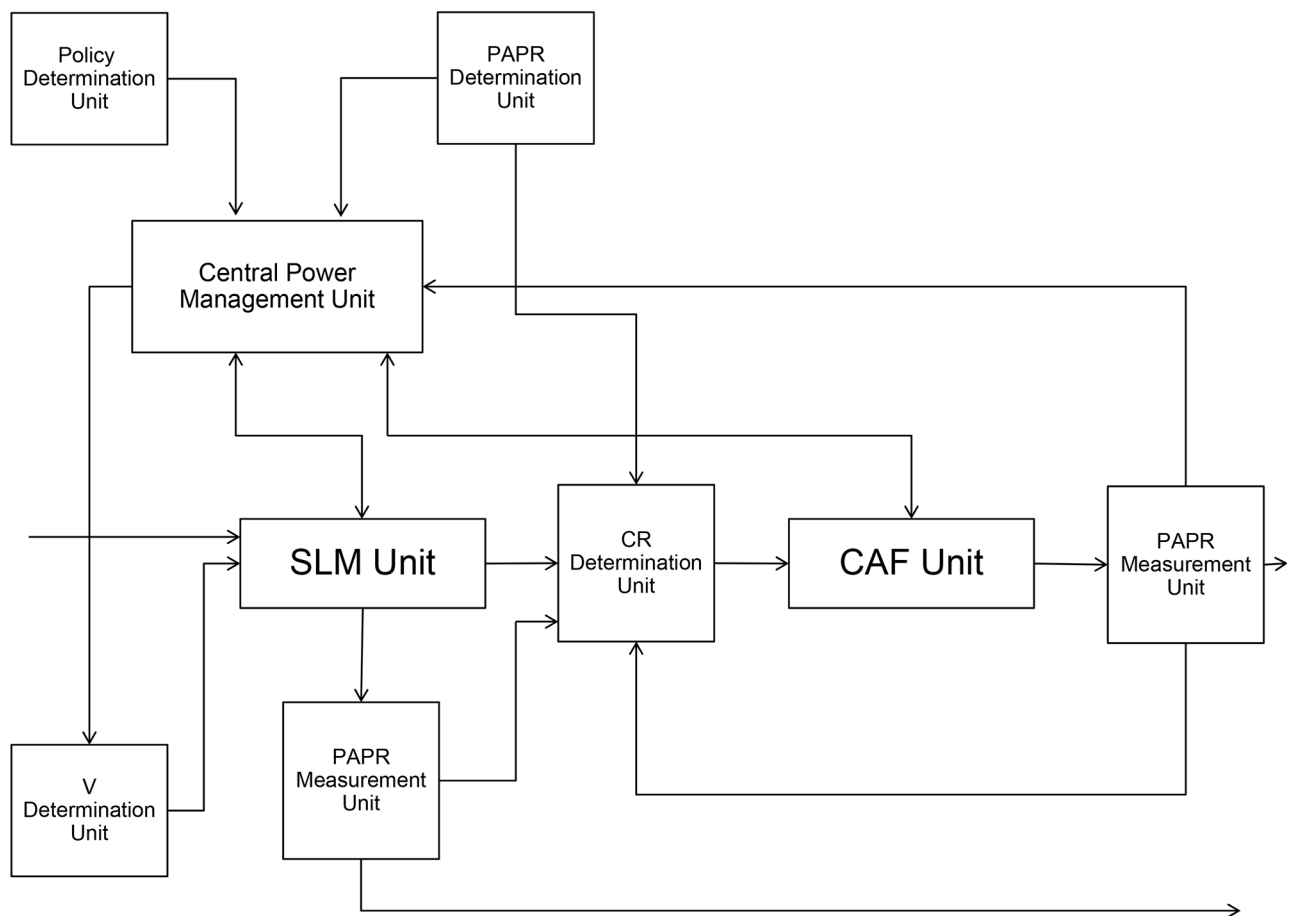 Policy
Determination
Unit
PAPR
Determination
Unit
Central Power
Management Unit
SLM Unit
CR
Determination
Unit
CAF Unit
PAPR
Measurement
Unit
V
Determination
Unit
PAPR
Measurement
Unit